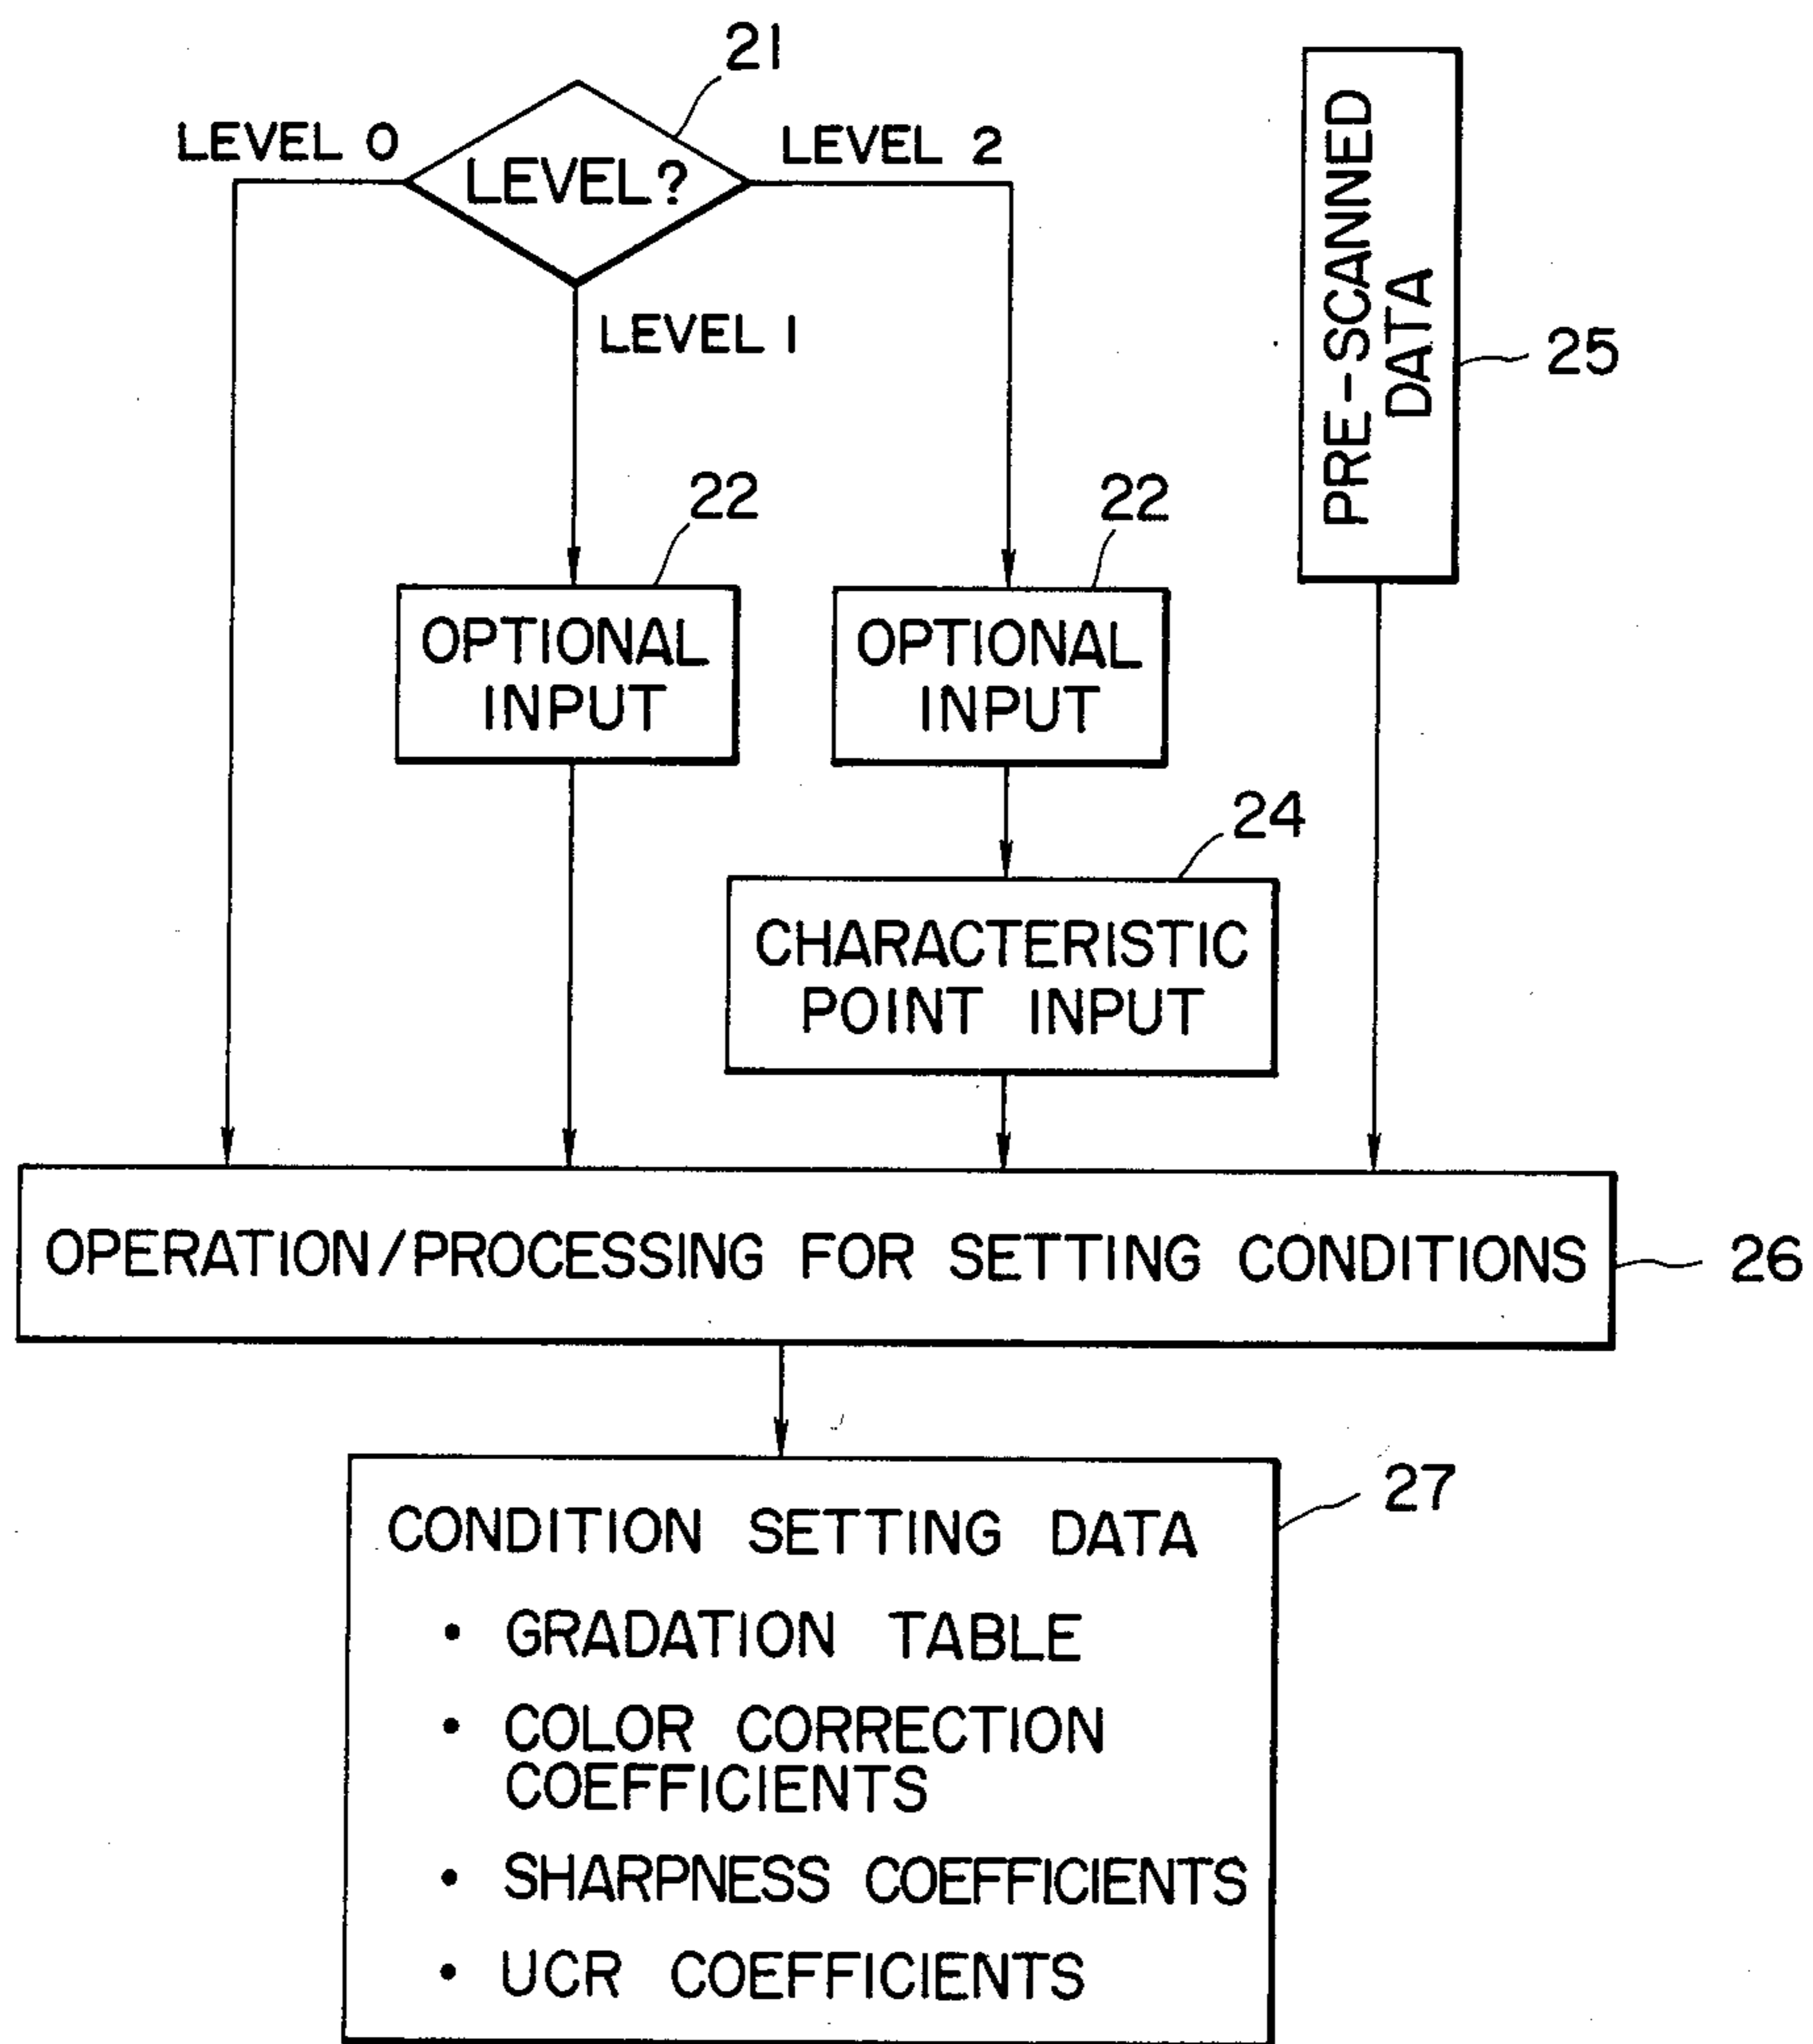 21
LEVEL 0
LEVEL?
LEVEL 2
LEVEL 1
PRE-SCANNED
DATA
25
22
22
OPTIONAL
INPUT
OPTIONAL
INPUT
24
CHARACTERISTIC
POINT INPUT
OPERATION/PROCESSING FOR SETTING CONDITIONS
26
27
CONDITION SETTING DATA
• GRADATION TABLE
• COLOR CORRECTION
COEFFICIENTS
• SHARPNESS COEFFICIENTS
• UCR COEFFICIENTS